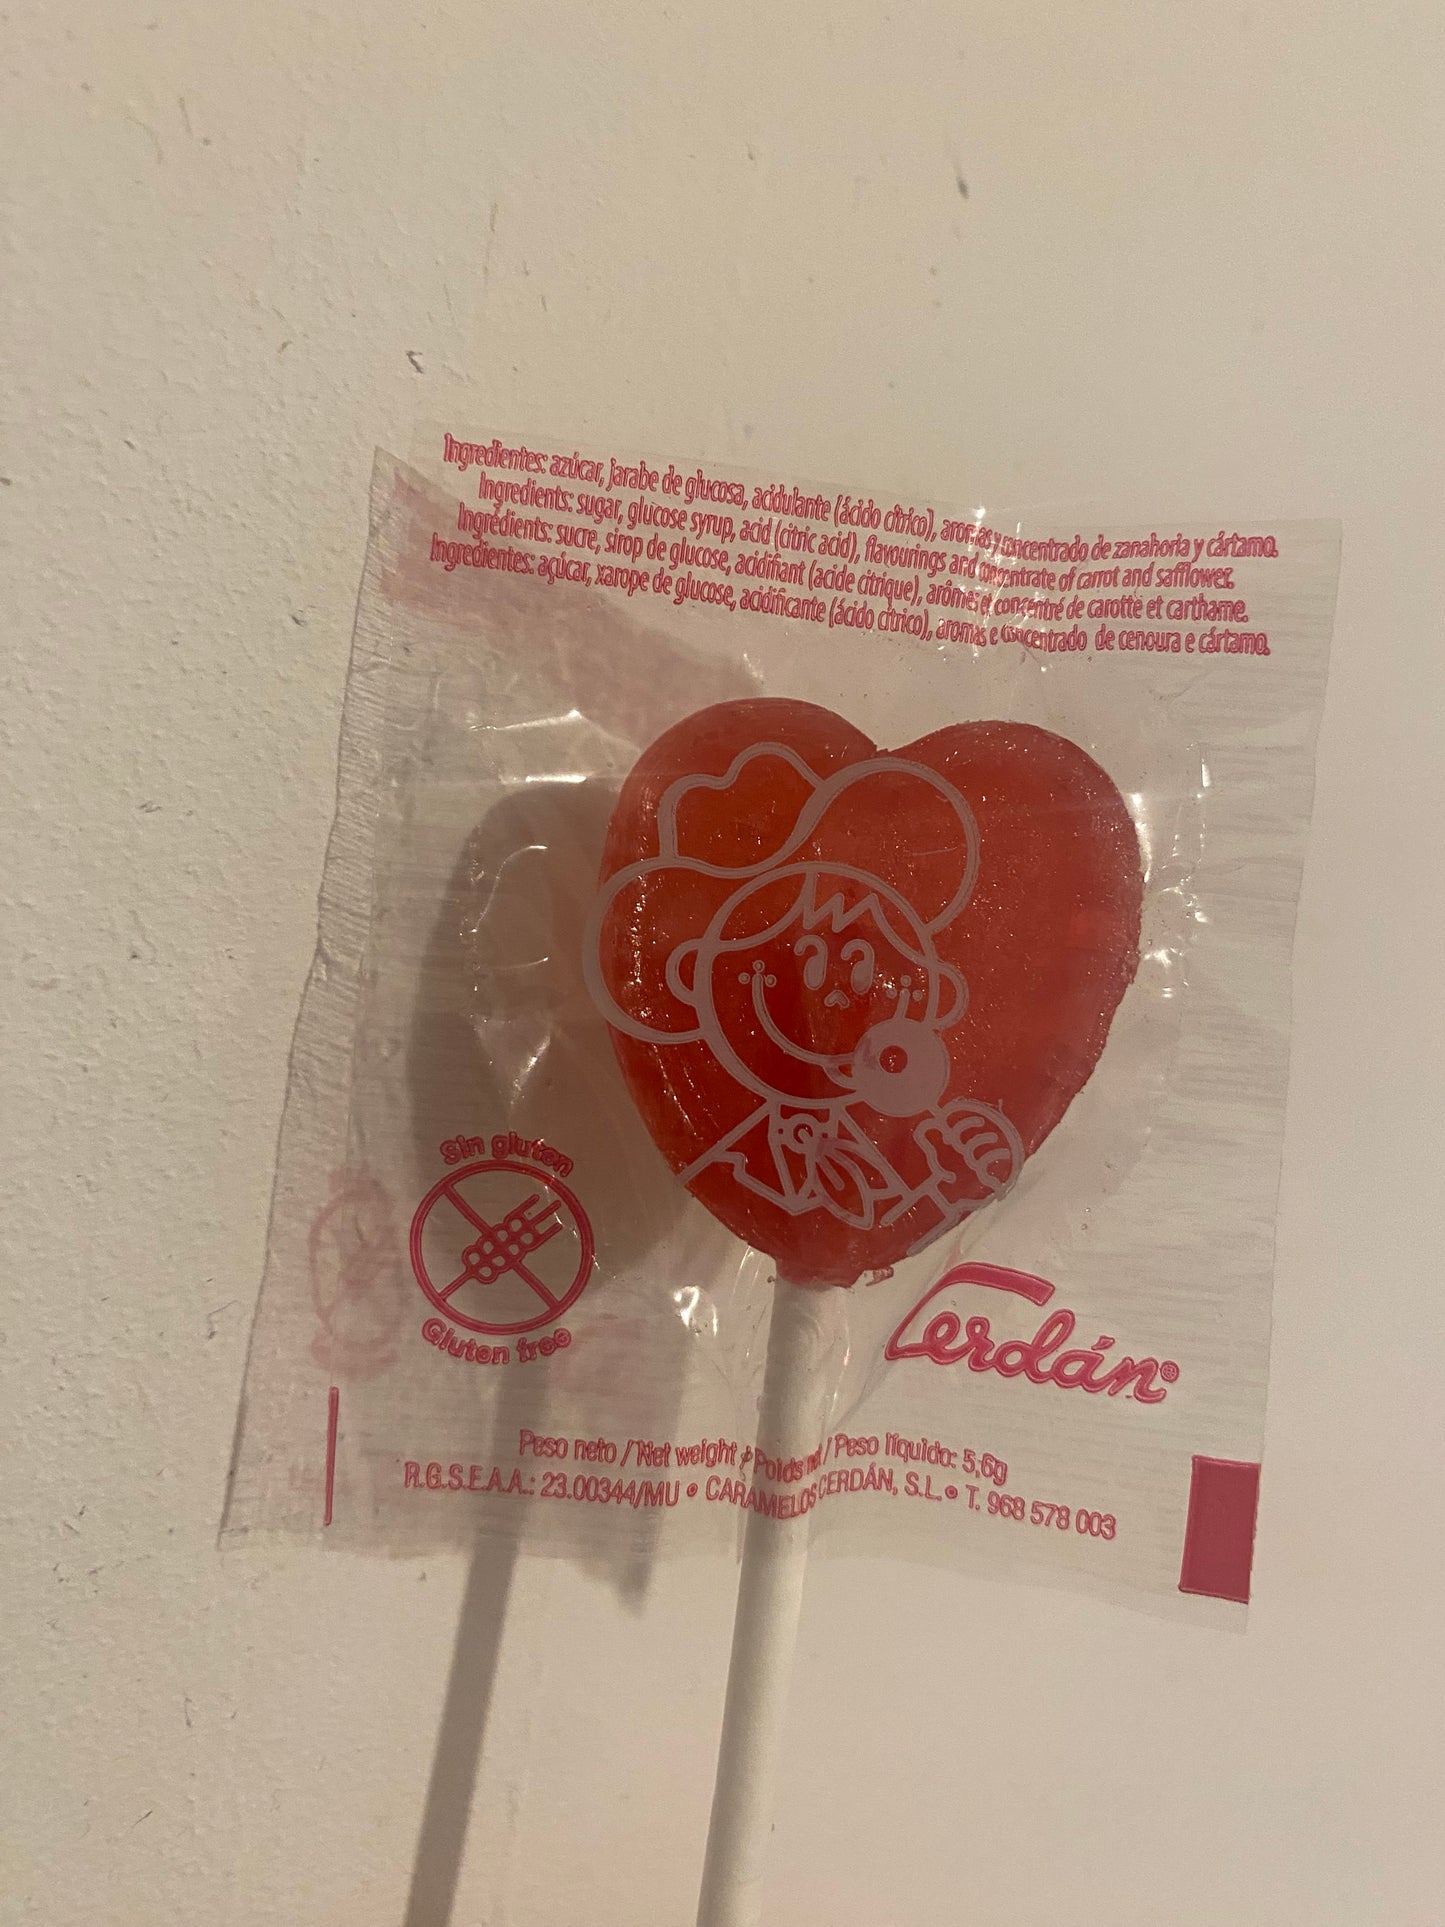 Ingredientes: azúcar, jarabe de glucosa, acidulante (ácido cítrico), aromas y concentrado de zanahoria y cártamo.
Ingredients: sugar, glucose syrup, acid (citric acid), flavourings and concentrate of carrot and safflower.
Ingrédients: sucre, sirop de glucose, acidifiant (acide citrique), arômes et concentré de carotte et carthame.
Ingredientes: açúcar, xarope de glucose, acidificante (ácido cítrico), aromas e concentrado de cenoura e cártamo.
Sin gluten
Gluten free
Cerdán®
Peso neto / Net weight / Poids net / Peso líquido: 5,6g
R.G.S.E.A.A.: 23.00344/MU • CARAMELOS CERDÁN, S.L. • T. 968 578 003